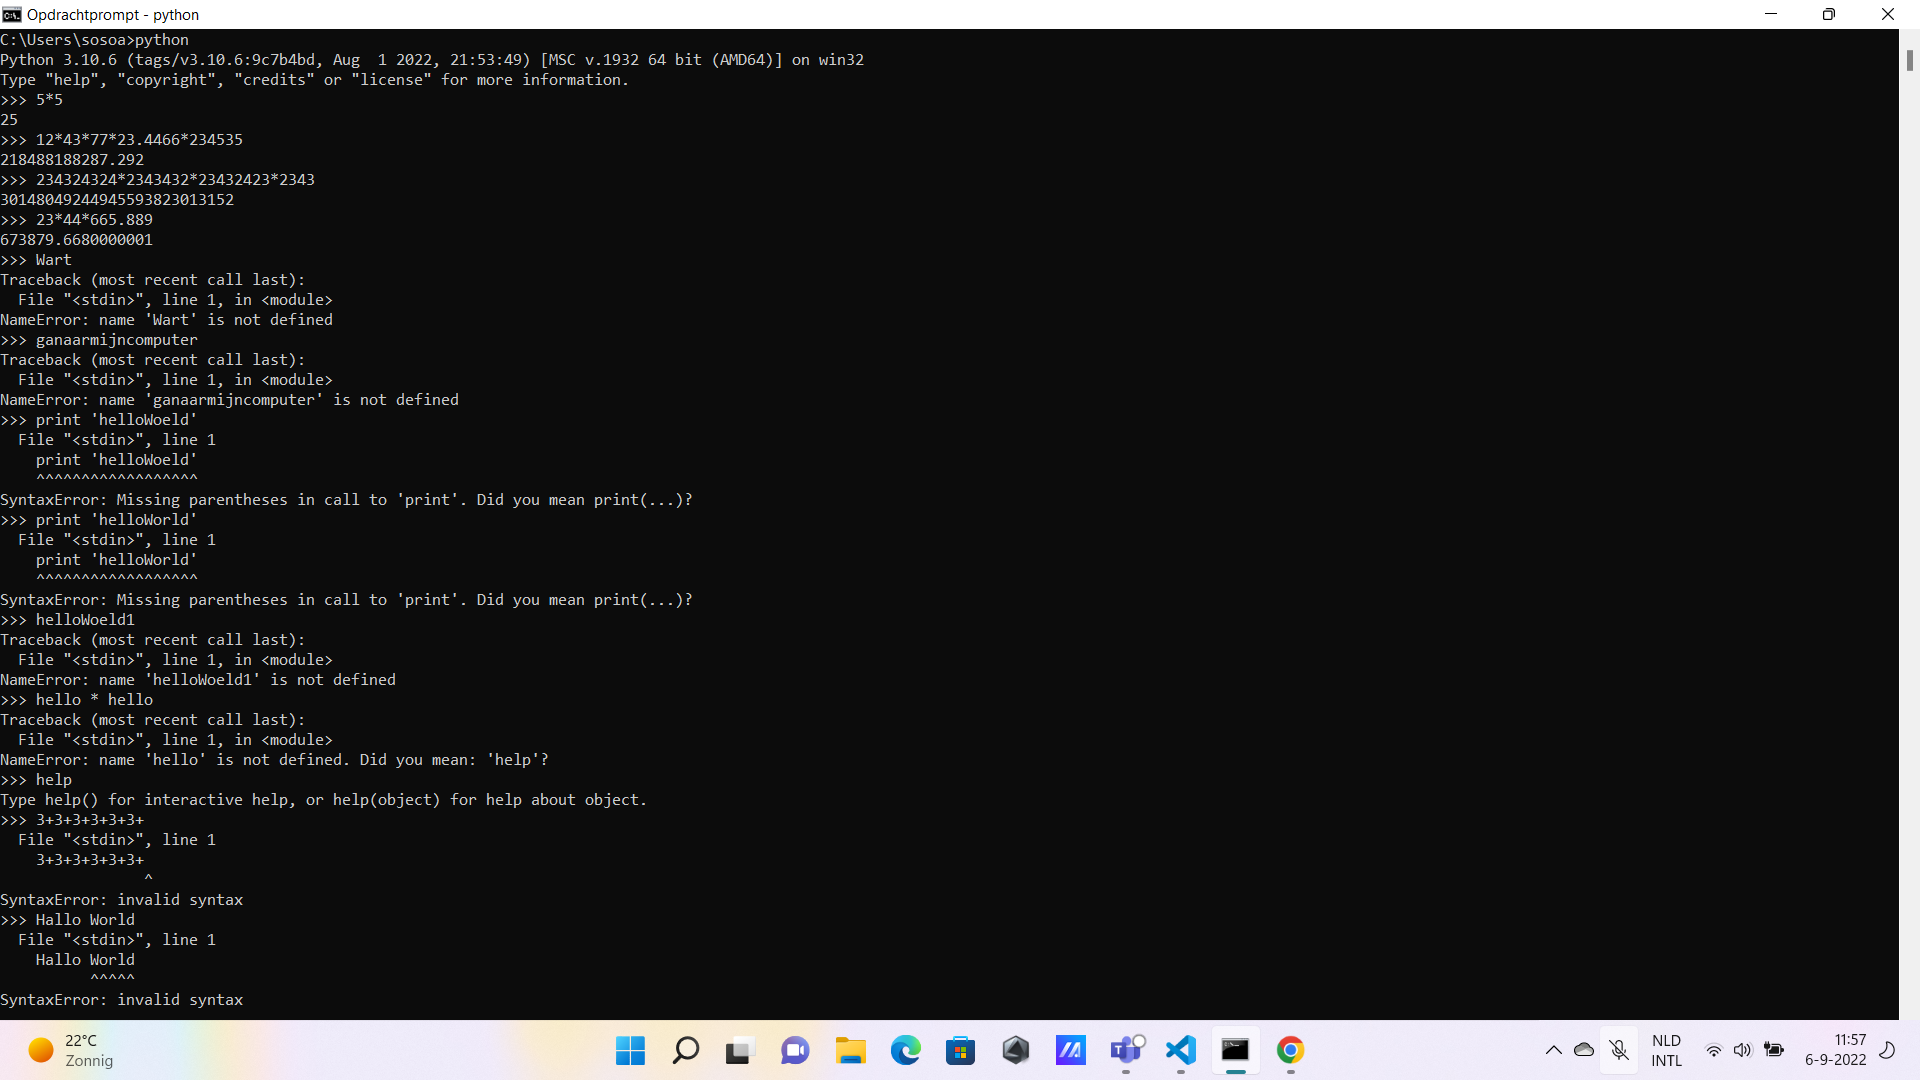 Opdrachtprompt - python
C:\Users\sosoa>python
Python 3.10.6 (tags/v3.10.6:9c7b4bd, Aug  1 2022, 21:53:49) [MSC v.1932 64 bit (AMD64)] on win32
Type "help", "copyright", "credits" or "license" for more information.
>>> 5*5
25
>>> 12*43*77*23.4466*234535
218488188287.292
>>> 234324324*2343432*23432423*2343
30148049244945593823013152
>>> 23*44*665.889
673879.6680000001
>>> Wart
Traceback (most recent call last):
  File "<stdin>", line 1, in <module>
NameError: name 'Wart' is not defined
>>> ganaarmijncomputer
Traceback (most recent call last):
  File "<stdin>", line 1, in <module>
NameError: name 'ganaarmijncomputer' is not defined
>>> print 'helloWoeld'
  File "<stdin>", line 1
    print 'helloWoeld'
    ^^^^^^^^^^^^^^^^^^
SyntaxError: Missing parentheses in call to 'print'. Did you mean print(...)?
>>> print 'helloWorld'
  File "<stdin>", line 1
    print 'helloWorld'
    ^^^^^^^^^^^^^^^^^^
SyntaxError: Missing parentheses in call to 'print'. Did you mean print(...)?
>>> helloWoeld1
Traceback (most recent call last):
  File "<stdin>", line 1, in <module>
NameError: name 'helloWoeld1' is not defined
>>> hello * hello
Traceback (most recent call last):
  File "<stdin>", line 1, in <module>
NameError: name 'hello' is not defined. Did you mean: 'help'?
>>> help
Type help() for interactive help, or help(object) for help about object.
>>> 3+3+3+3+3+3+
  File "<stdin>", line 1
    3+3+3+3+3+3+
                ^
SyntaxError: invalid syntax
>>> Hallo World
  File "<stdin>", line 1
    Hallo World
          ^^^^^
SyntaxError: invalid syntax
22°C
Zonnig
NLD
INTL
11:57
6-9-2022